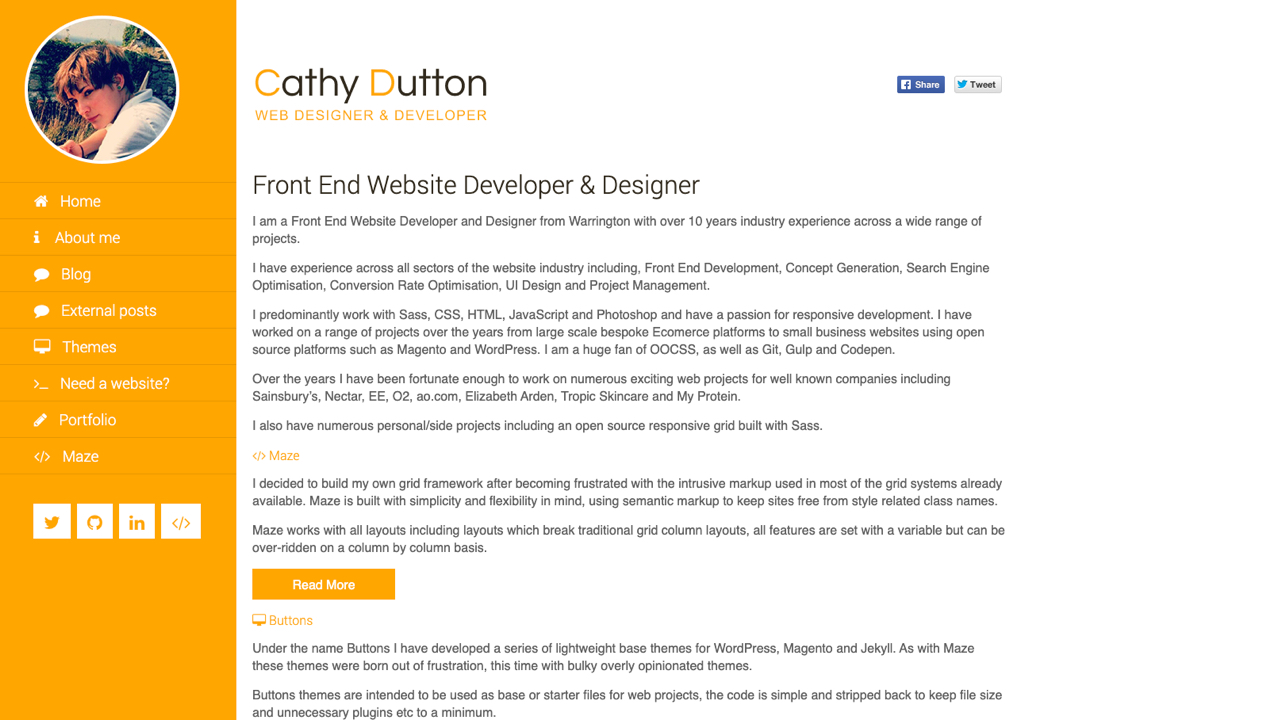 Home
About me
Blog
External posts
Themes
Need a website?
Portfolio
Maze
Cathy Dutton
WEB DESIGNER & DEVELOPER
Share
Tweet
Front End Website Developer & Designer
I am a Front End Website Developer and Designer from Warrington with over 10 years industry experience across a wide range of
projects.
I have experience across all sectors of the website industry including, Front End Development, Concept Generation, Search Engine
Optimisation, Conversion Rate Optimisation, UI Design and Project Management.
I predominantly work with Sass, CSS, HTML, JavaScript and Photoshop and have a passion for responsive development. I have
worked on a range of projects over the years from large scale bespoke Ecomerce platforms to small business websites using open
source platforms such as Magento and WordPress. I am a huge fan of OOCSS, as well as Git, Gulp and Codepen.
Over the years I have been fortunate enough to work on numerous exciting web projects for well known companies including
Sainsbury's, Nectar, EE, O2, ao.com, Elizabeth Arden, Tropic Skincare and My Protein.
I also have numerous personal/side projects including an open source responsive grid built with Sass.
Maze
I decided to build my own grid framework after becoming frustrated with the intrusive markup used in most of the grid systems already
available. Maze is built with simplicity and flexibility in mind, using semantic markup to keep sites free from style related class names.
Maze works with all layouts including layouts which break traditional grid column layouts, all features are set with a variable but can be
over-ridden on a column by column basis.
Read More
Buttons
Under the name Buttons I have developed a series of lightweight base themes for WordPress, Magento and Jekyll. As with Maze
these themes were born out of frustration, this time with bulky overly opinionated themes.
Buttons themes are intended to be used as base or starter files for web projects, the code is simple and stripped back to keep file size
and unnecessary plugins etc to a minimum.